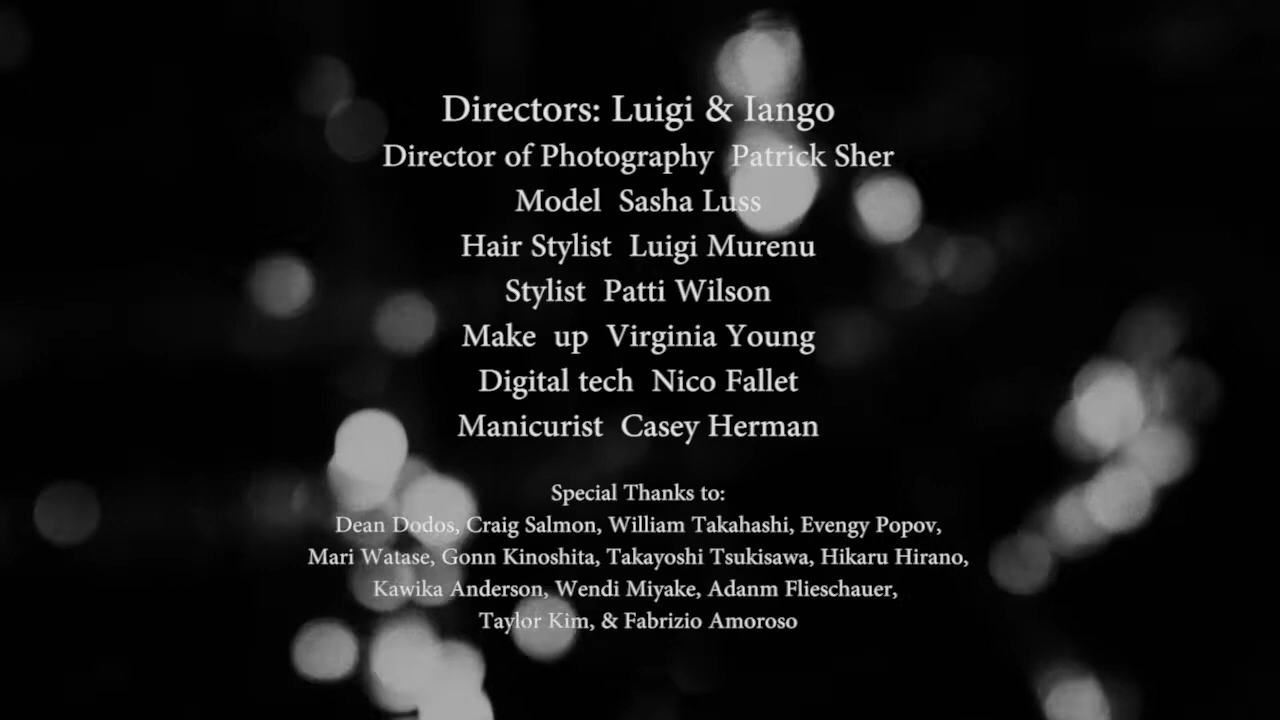 Directors: Luigi & Iango
Director of Photography  Patrick Sher
Model  Sasha Luss
Hair Stylist  Luigi Murenu
Stylist  Patti Wilson
Make  up  Virginia Young
Digital tech  Nico Fallet
Manicurist  Casey Herman
Special Thanks to:
Dean Dodos, Craig Salmon, William Takahashi, Evengy Popov,
Mari Watase, Gonn Kinoshita, Takayoshi Tsukisawa, Hikaru Hirano,
Kawika Anderson, Wendi Miyake, Adanm Flieschauer,
Taylor Kim, & Fabrizio Amoroso